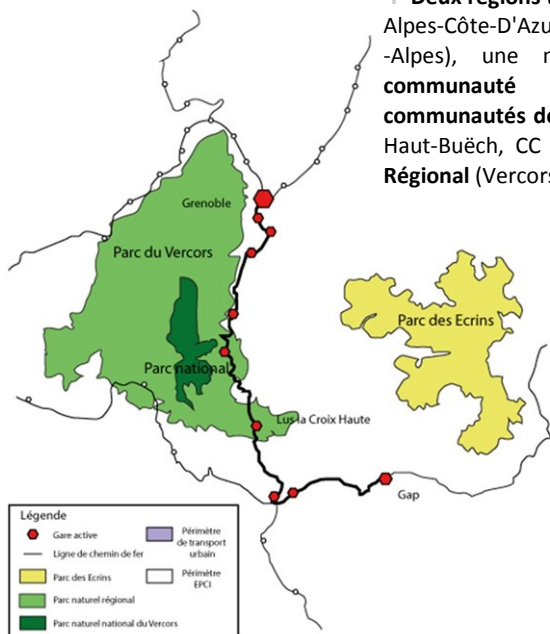 Deux régions
Alpes-Côte-D'Azu
-Alpes), une
communauté
communautés de
Haut-Buëch, CC
Régional (Vercors
Grenoble
Parc du Vercors
Parc des Ecrins
Parc national
Lus la Croix Haute
Gap
Légende
Gare active
Ligne de chemin de fer
Parc des Ecrins
Parc naturel régional
Parc naturel national du Vercors
Périmètre
de transport
urbain
Périmètre
EPCI